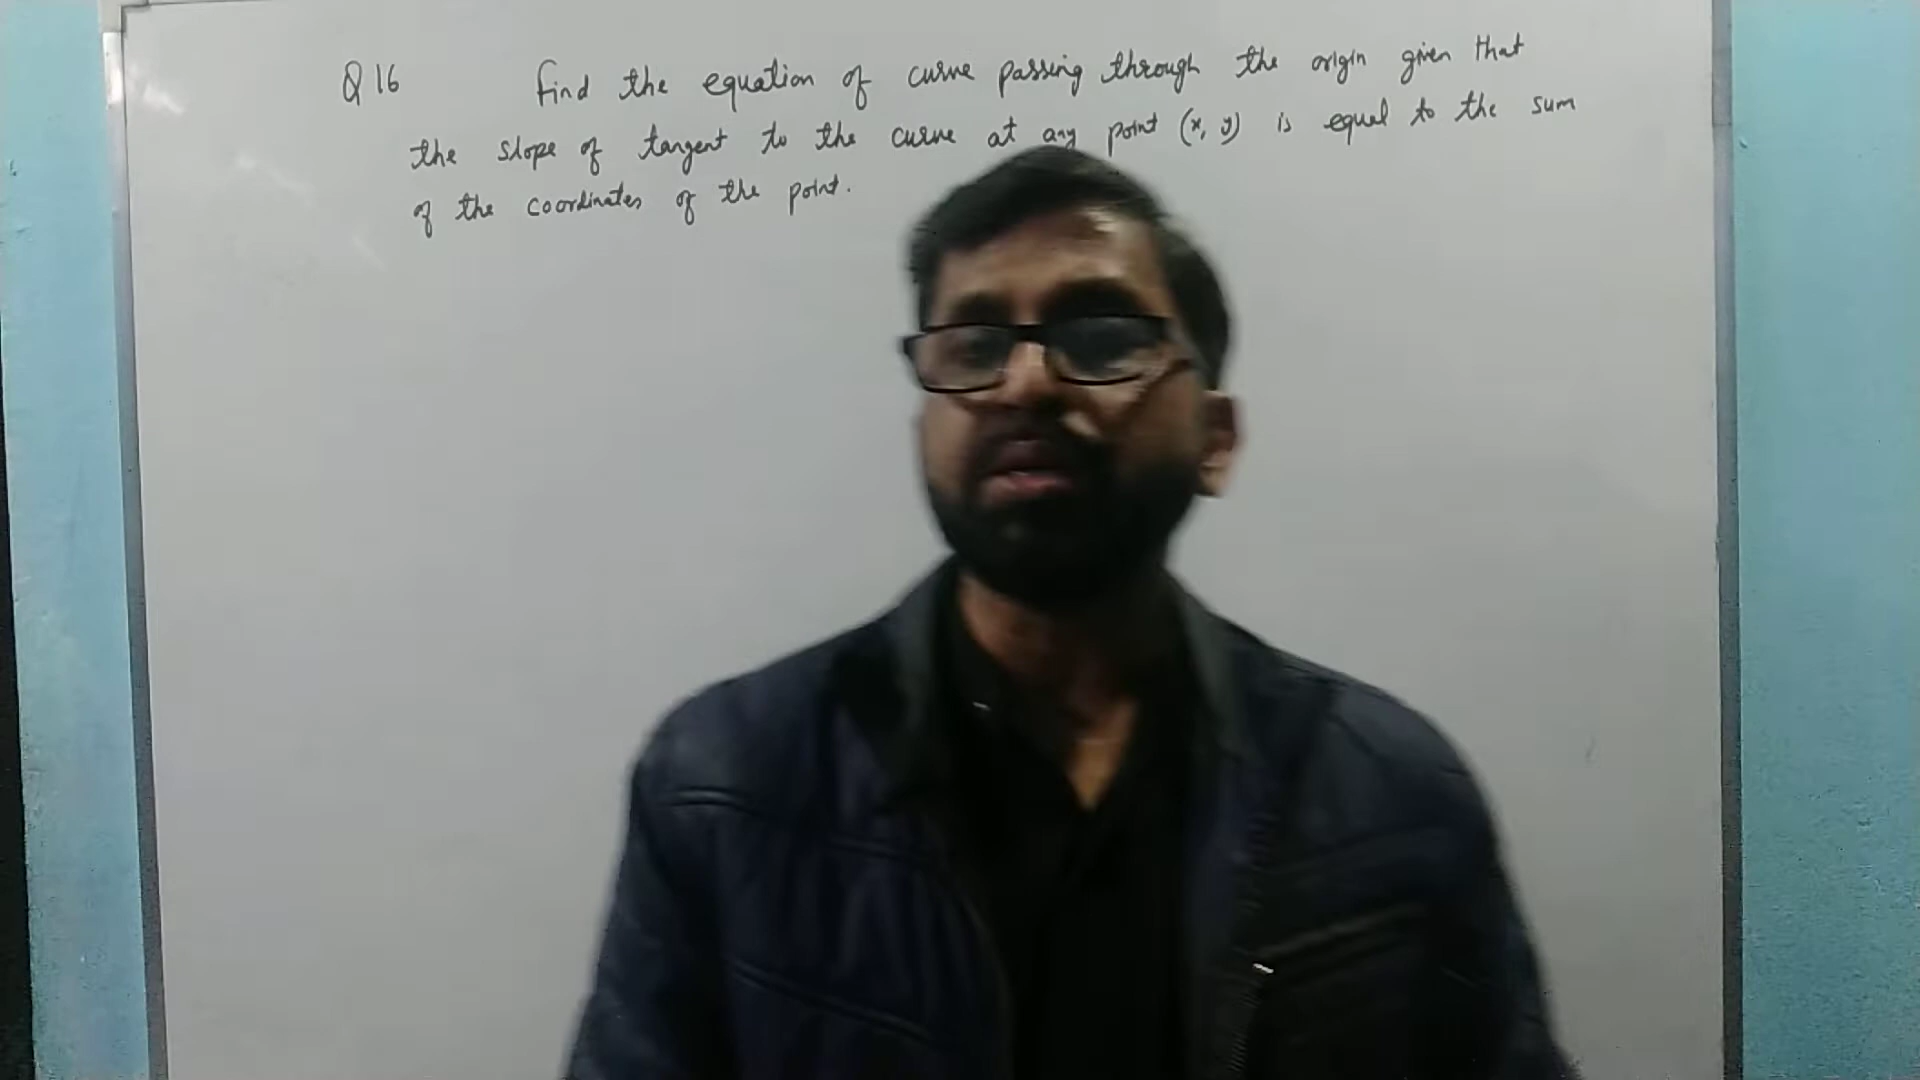 Q 16 Find the equation of curve passing through the origin given that
the slope of tangent to the curve at any point (x, y) is equal to the sum
of the coordinates of the point.